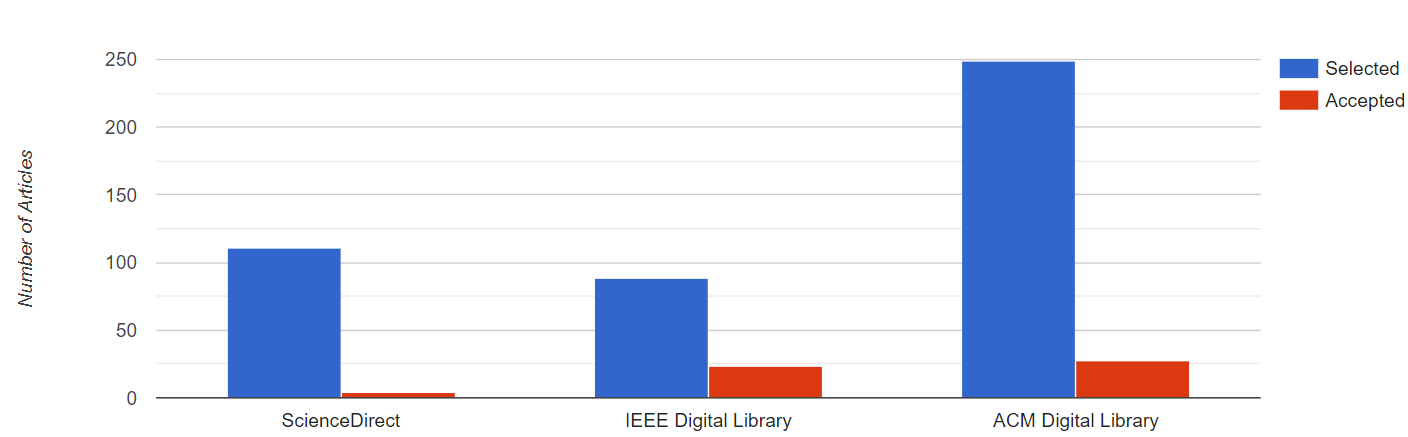 Number of Articles
250
200
150
100
50
0
ScienceDirect
IEEE Digital Library
ACM Digital Library
Selected
Accepted